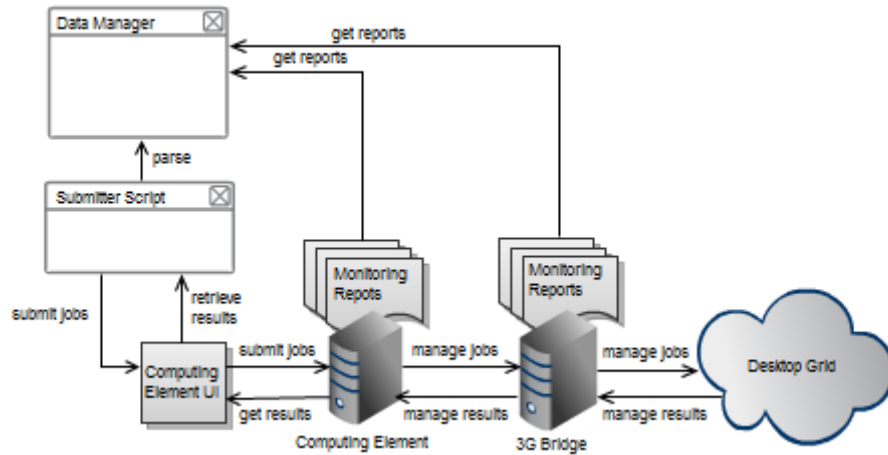 Data Manager
get reports
get reports
parse
Submitter Script
Monitoring
Repots
Monitoring
Reports
submit jobs
retrieve
results
submit jobs
manage jobs
manage jobs
Computing
Element UI
Desktop Grid
get results
manage results
manage results
Computing Element
3G Bridge